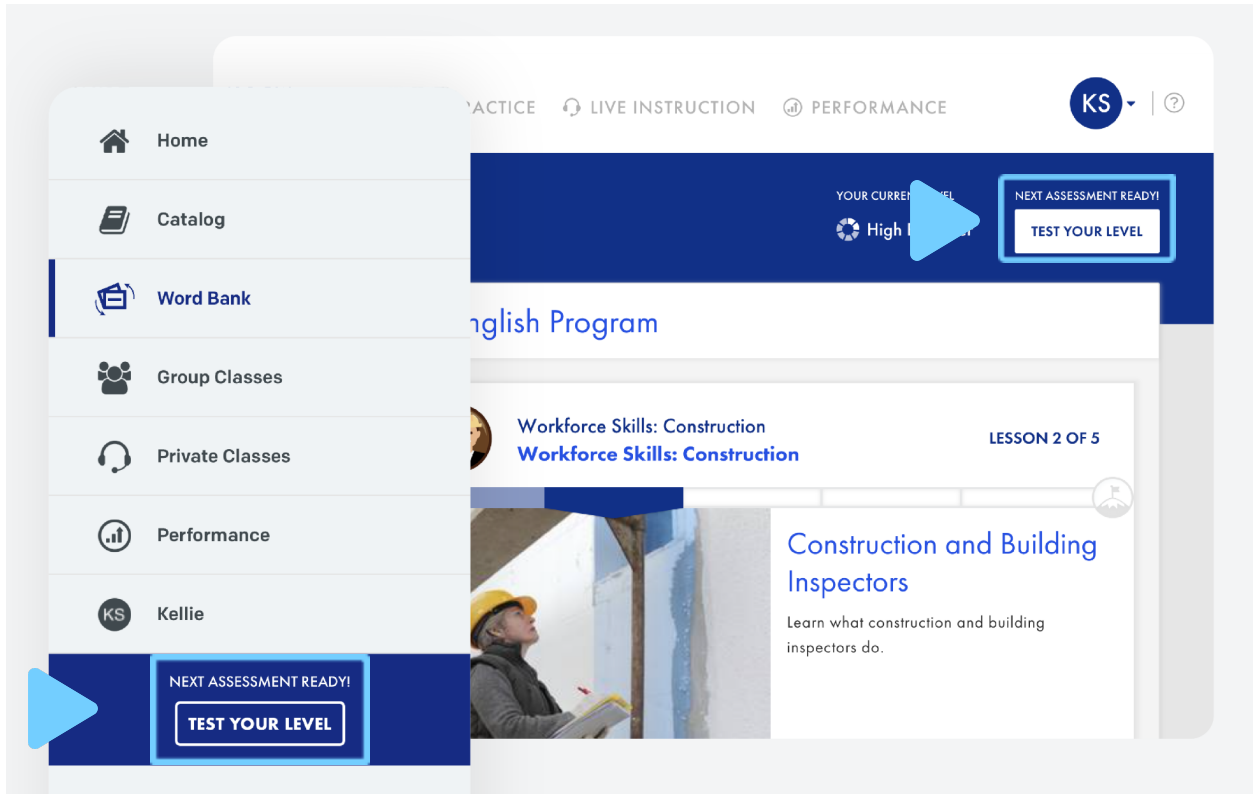 Home
Catalog
Word Bank
Group Classes
Private Classes
Performance
KS
Kellie
NEXT ASSESSMENT READY!
TEST YOUR LEVEL
LIVE INSTRUCTION
PERFORMANCE
KS
?
YOUR
High
NEXT ASSESSMENT READY!
TEST YOUR LEVEL
Program
Workforce Skills: Construction
Workforce Skills: Construction
LESSON 2 OF 5
Construction and Building
Inspectors
Learn what construction and building
inspectors do.